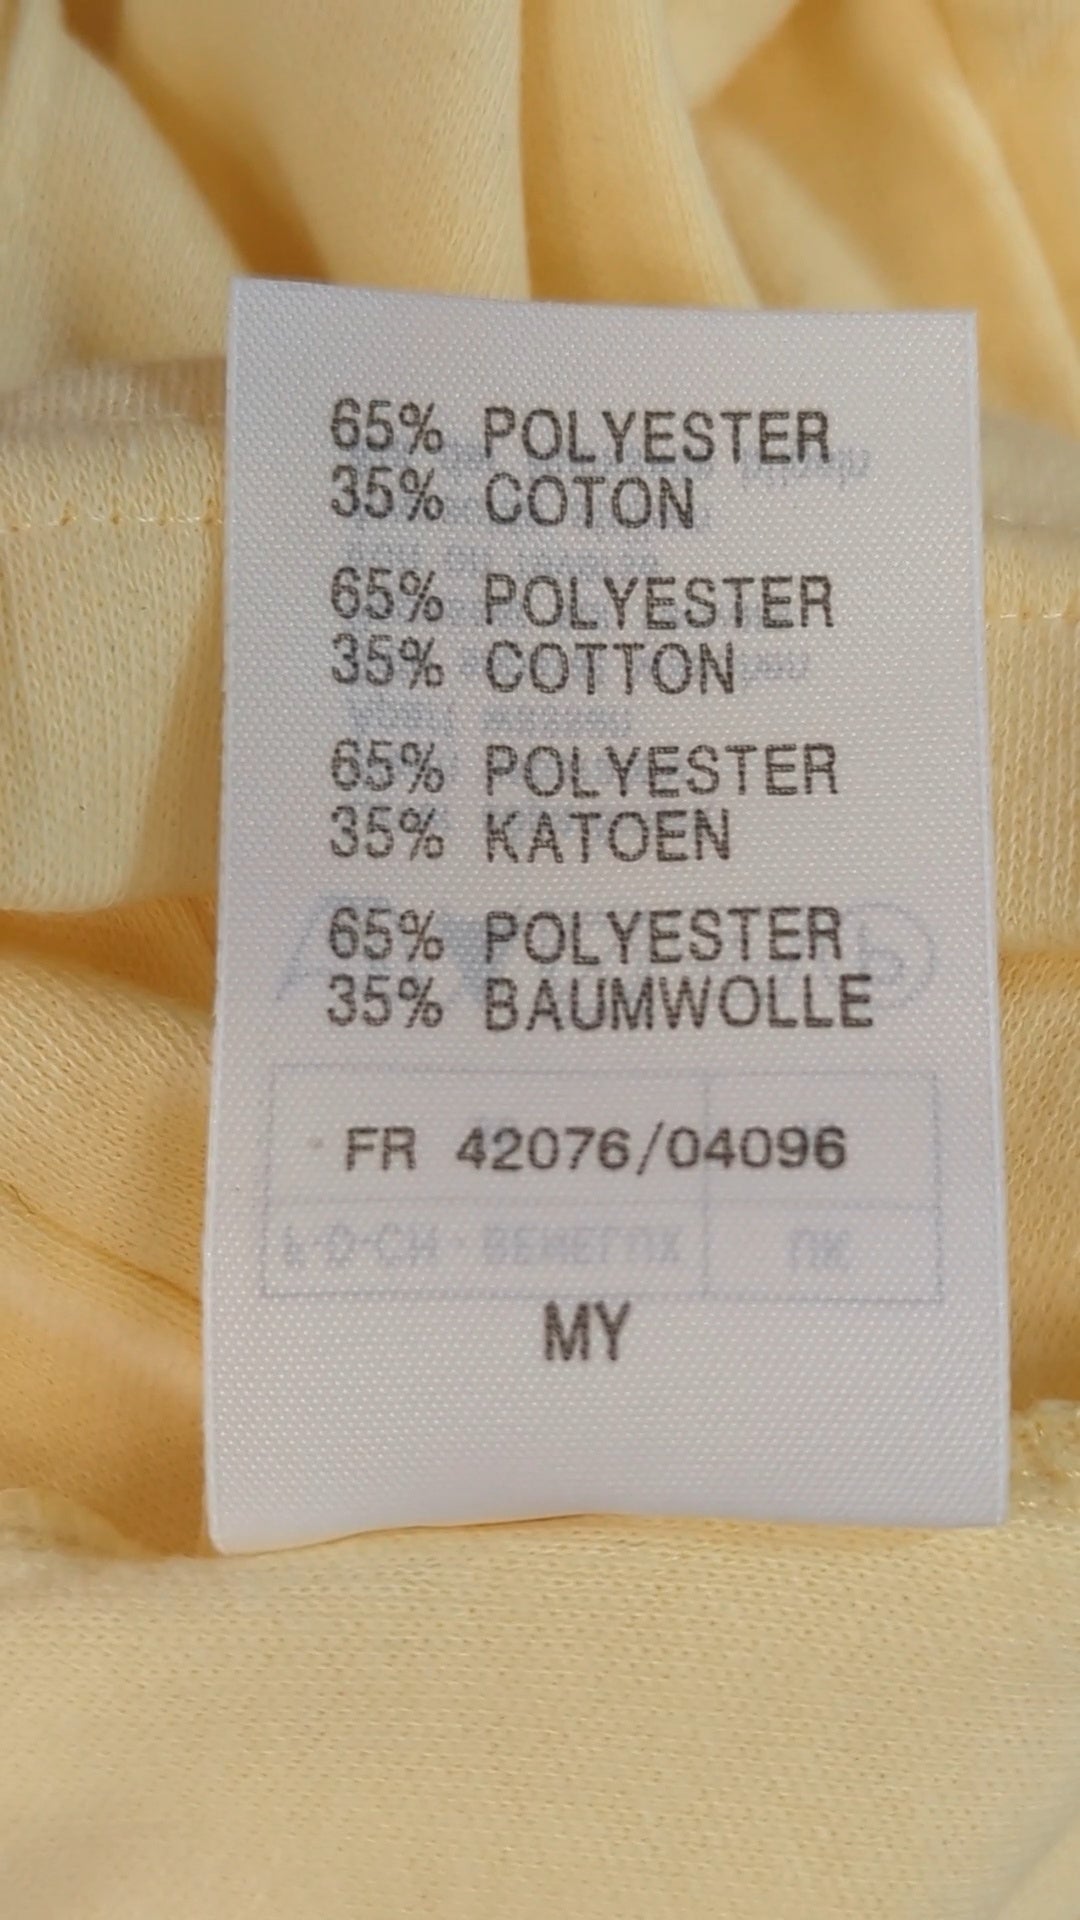 65% POLYESTER
35% COTON
65% POLYESTER
35% COTTON
65% POLYESTER
35% KATOEN
65% POLYESTER
35% BAUMWOLLE
FR 42076/04096
MY